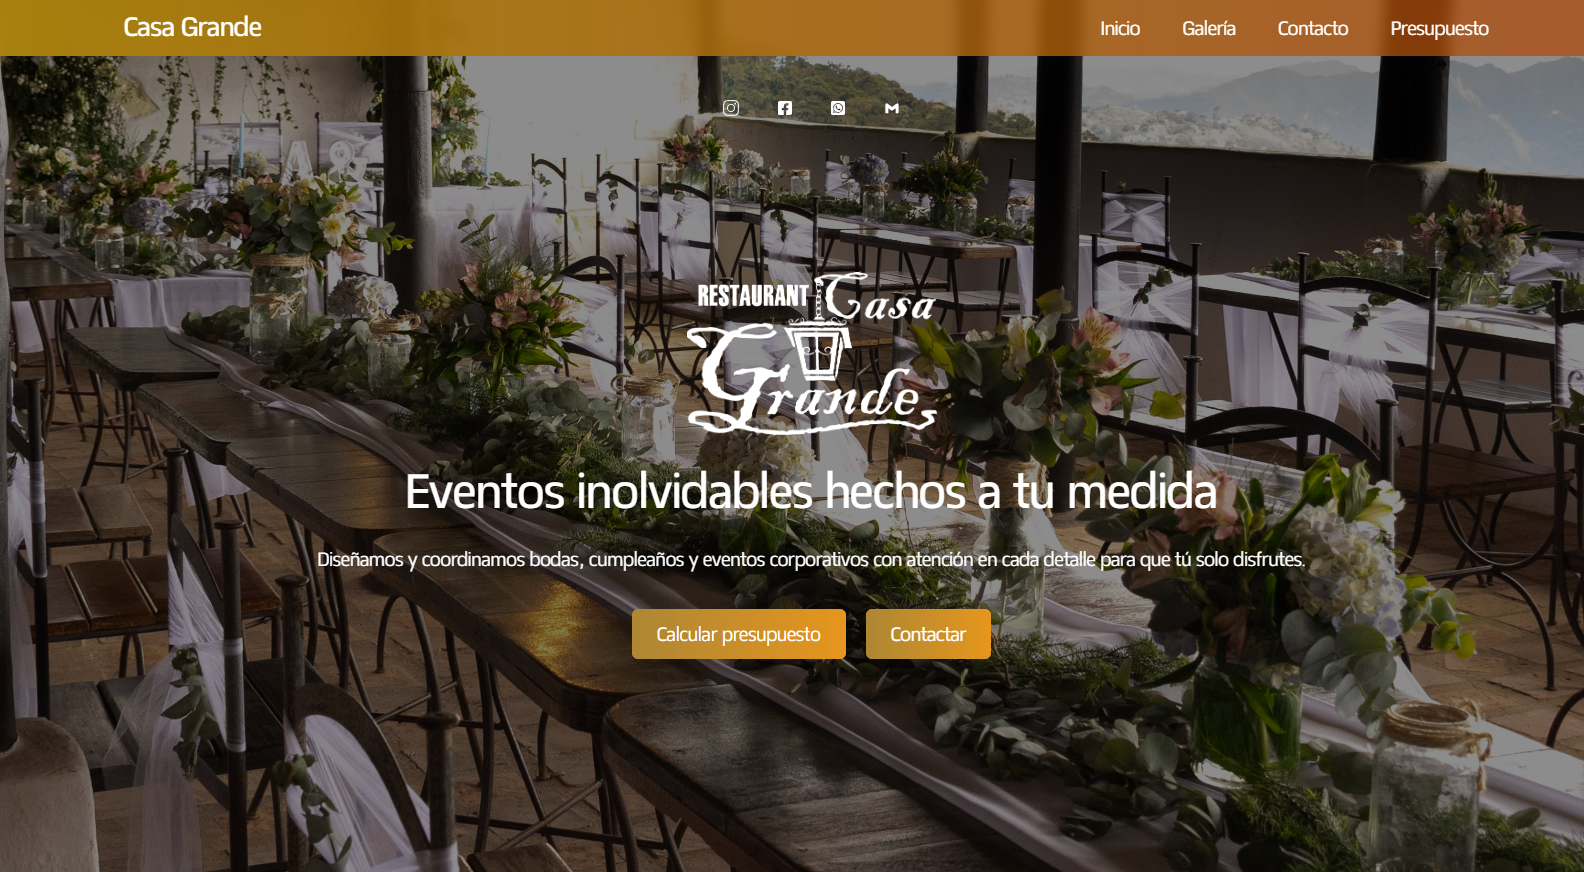 Casa Grande
Inicio Galería Contacto Presupuesto
A&
RESTAURANT Casa
Grande
Eventos inolvidables hechos a tu medida
Diseñamos y coordinamos bodas, cumpleaños y eventos corporativos con atención en cada detalle para que tú solo disfrutes.
Calcular presupuesto Contactar